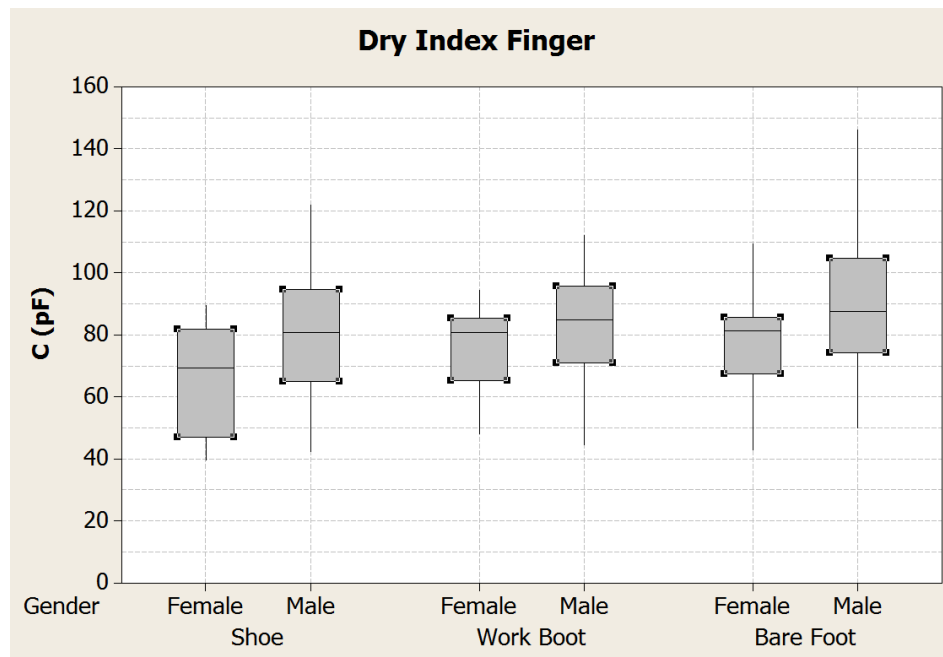 Dry Index Finger
160
140
120
100
80
60
40
20
0
C (pF)
Gender Female Male Female Male Female Male
Shoe Work Boot Bare Foot